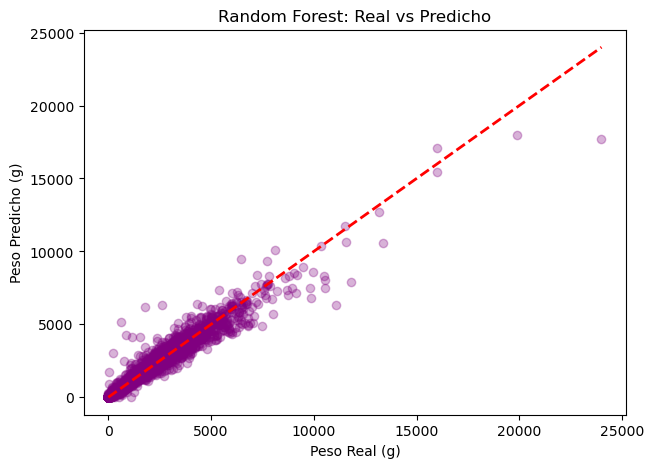 Random Forest: Real vs Predicho
25000
20000
15000
10000
5000
0
Peso Predicho (g)
0 5000 10000 15000 20000 25000
Peso Real (g)